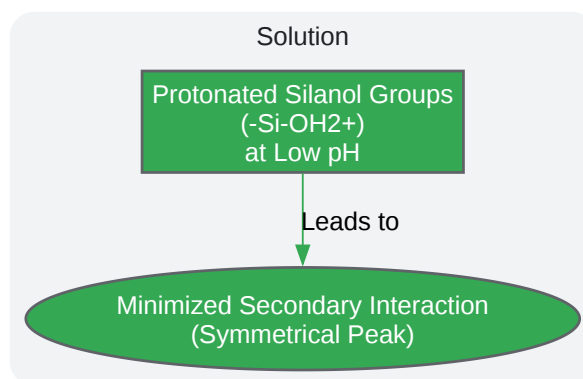 Solution
Protonated Silanol Groups
(-Si-OH2+)
at Low pH
Leads to
Minimized Secondary Interaction
(Symmetrical Peak)